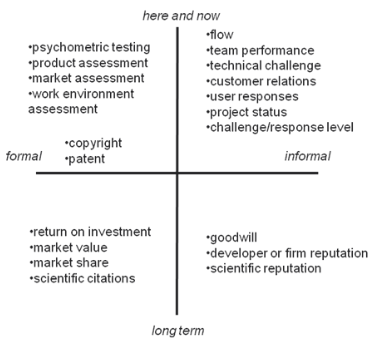 here and now
•psychometric testing
•product assessment
•market assessment
•work environment
assessment
•copyright
•patent
•flow
•team performance
•technical challenge
•customer relations
•user responses
•project status
•challenge/response level
formal
informal
•return on investment
•market value
•market share
•scientific citations
•goodwill
•developer or firm reputation
•scientific reputation
long term